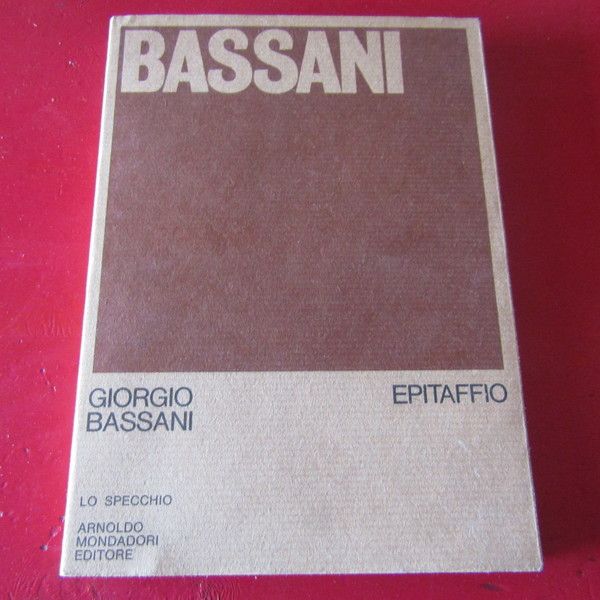 BASSANI
GIORGIO
BASSANI
EPITAFFIO
LO SPECCHIO
ARNOLDO
MONDADORI
EDITORE